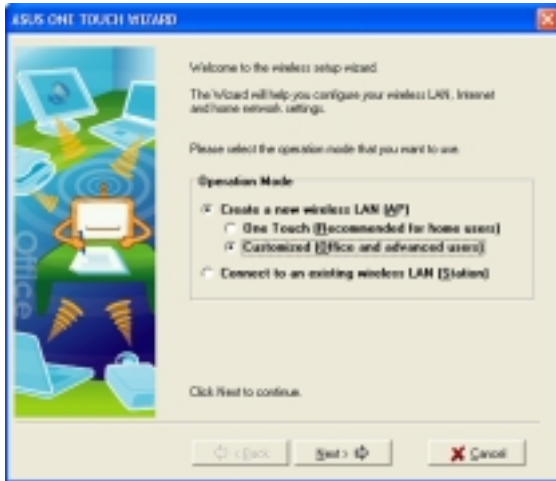 ASUS ONE TOUCH WIZARD
Welcome to the wireless setup wizard.
The Wizard will help you configure your wireless LAN, Internet
and home network settings.
Please select the operation mode that you want to use.
Operation Mode
Create a new wireless LAN (AP)
One Touch (Recommended for home users)
Customized (Office and advanced users)
Connect to an existing wireless LAN (Station)
Office
Click Next to continue.
< Back
Next >
Cancel